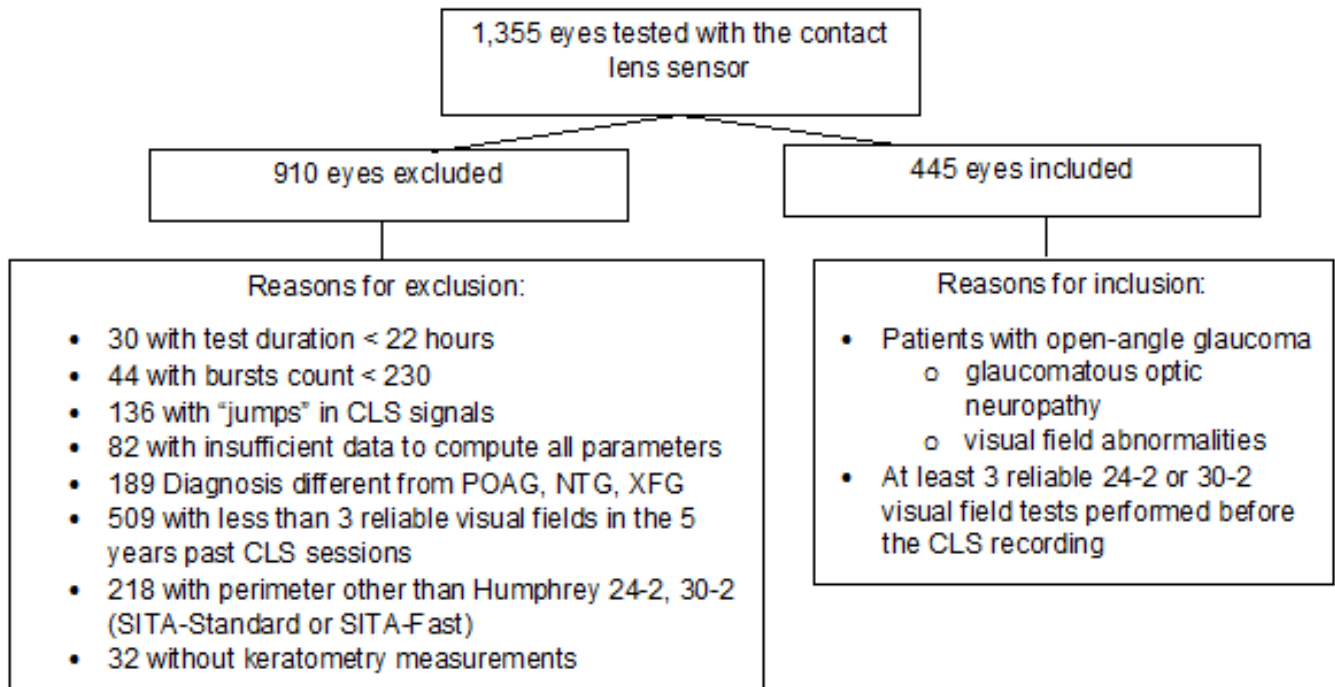 1,355 eyes tested with the contact
lens sensor
910 eyes excluded
445 eyes included
Reasons for exclusion:
• 30 with test duration < 22 hours
• 44 with bursts count < 230
• 136 with “jumps” in CLS signals
• 82 with insufficient data to compute all parameters
• 189 Diagnosis different from POAG, NTG, XFG
• 509 with less than 3 reliable visual fields in the 5
years past CLS sessions
• 218 with perimeter other than Humphrey 24-2, 30-2
(SITA-Standard or SITA-Fast)
• 32 without keratometry measurements
Reasons for inclusion:
• Patients with open-angle glaucoma
o glaucomatous optic
neuropathy
o visual field abnormalities
• At least 3 reliable 24-2 or 30-2
visual field tests performed before
the CLS recording